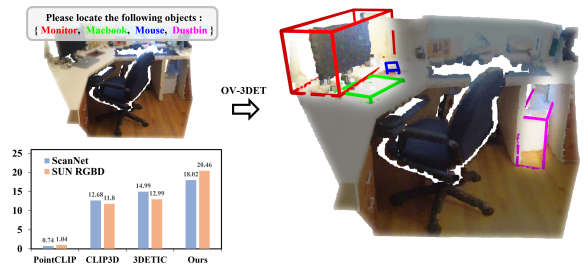 Please locate the following objects :
{ Monitor, Macbook, Mouse, Dustbin }
OV-3DET
25
20
15
10
5
0
ScanNet
SUN RGBD
0.74 1.04
12.68 11.8
14.99 12.99
18.02 20.46
PointCLIP CLIP3D 3DETIC Ours